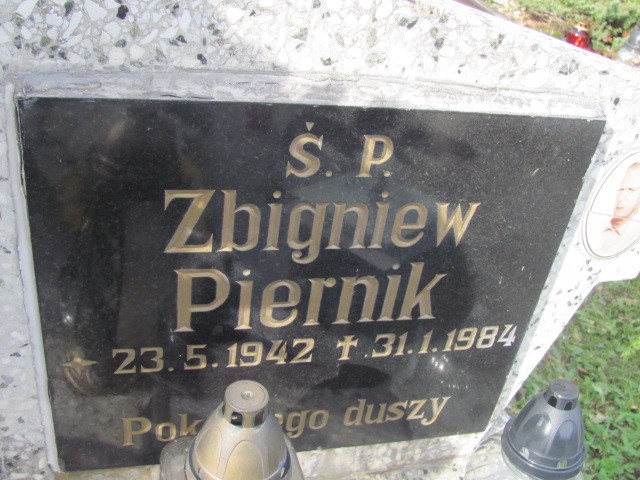 Ś. P.
Zbigniew
Piernik
23.5.1942 ✝ 31.1.1984
duszy